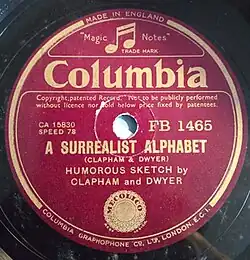 MADE IN ENGLAND
"Magic Notes"
TRADE MARK
Columbia
Copyright; patented Record. Not to be publicly performed
without licence nor sold below price fixed by patentees.
CA 15830
SPEED 78
FB 1465
A SURREALIST ALPHABET
(CLAPHAM & DWYER)
HUMOROUS SKETCH by
CLAPHAM and DWYER
MECOLICO
COLUMBIA GRAPHOPHONE CO., LTD., LONDON, E.C.1.